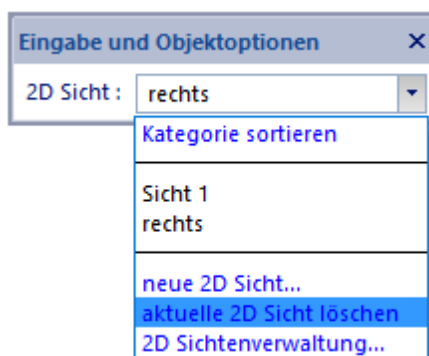 Eingabe und Objektoptionen
2D Sicht : rechts
Kategorie sortieren
Sicht 1
rechts
neue 2D Sicht...
aktuelle 2D Sicht löschen
2D Sichtenverwaltung...